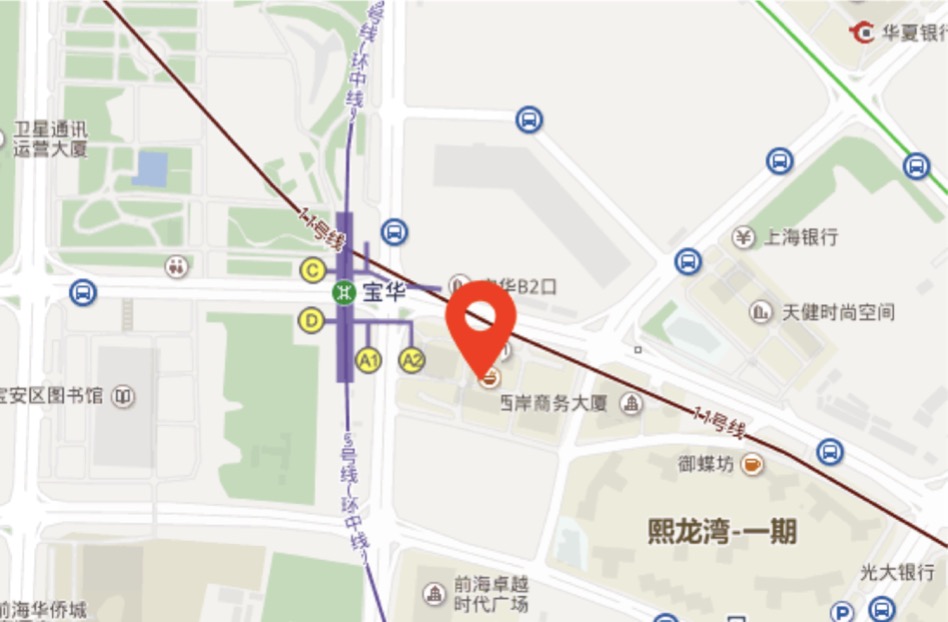 5号线(环中线)
华夏银行
卫星通讯
运营大厦
11号线
上海银行
C
宝华
华B2口
天健时尚空间
D
A1
A2
宝安区图书馆
西岸商务大厦
11号线
御蝶坊
5号线(环中线)
熙龙湾-一期
光大银行
前海卓越
时代广场
前海华侨城
P